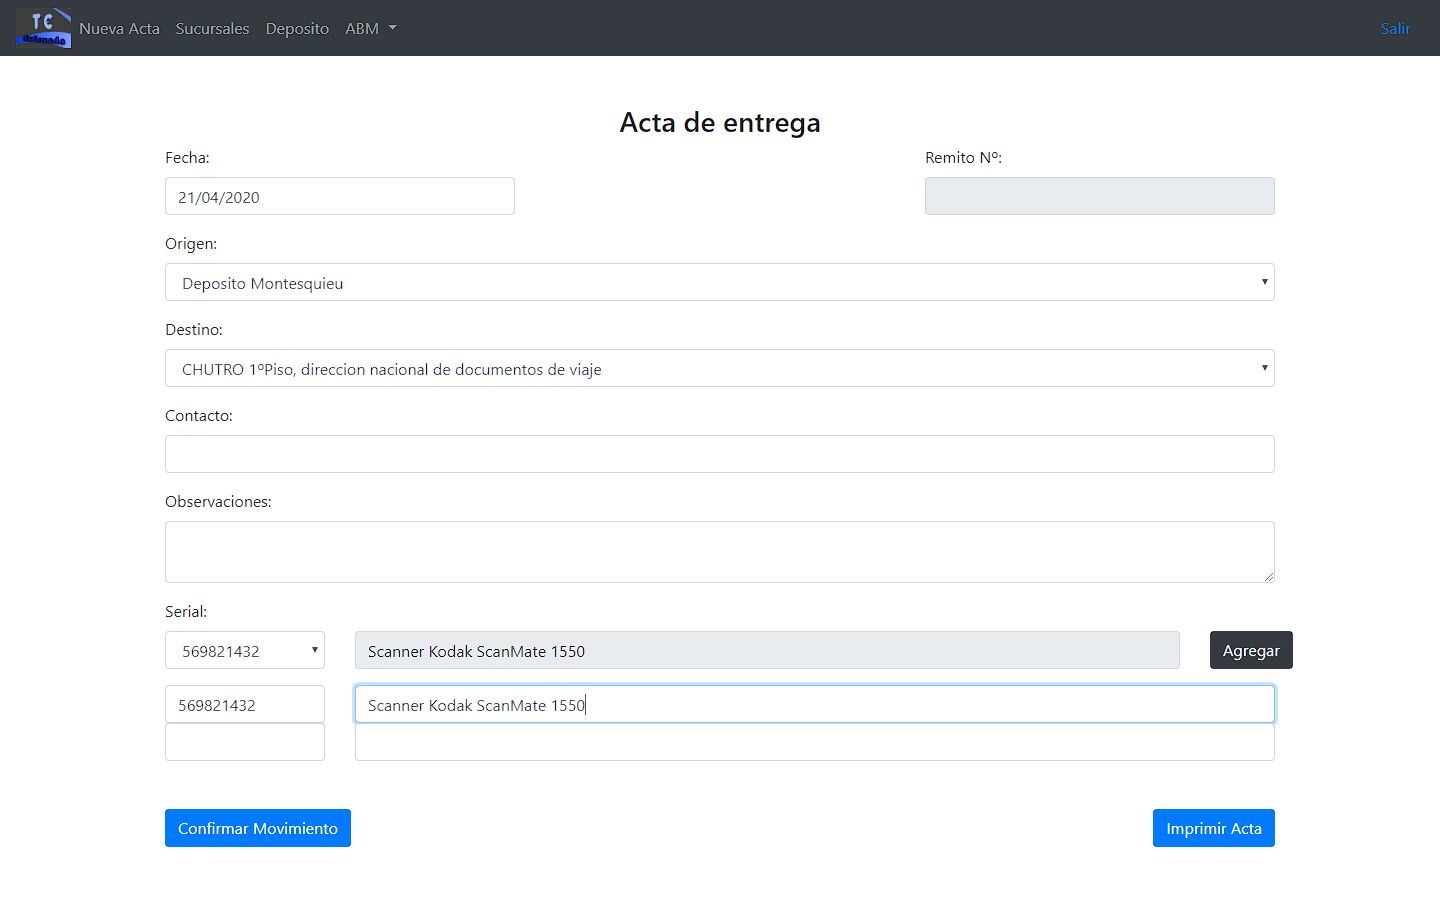 TC
Nueva Acta Sucursales Deposito ABM Salir
Acta de entrega
Fecha: Remito Nº:
21/04/2020
Origen:
Deposito Montesquieu
Destino:
CHUTRO 1ºPiso, direccion nacional de documentos de viaje
Contacto:
Observaciones:
Serial:
569821432 Scanner Kodak ScanMate 1550 Agregar
569821432 Scanner Kodak ScanMate 1550
Confirmar Movimiento Imprimir Acta